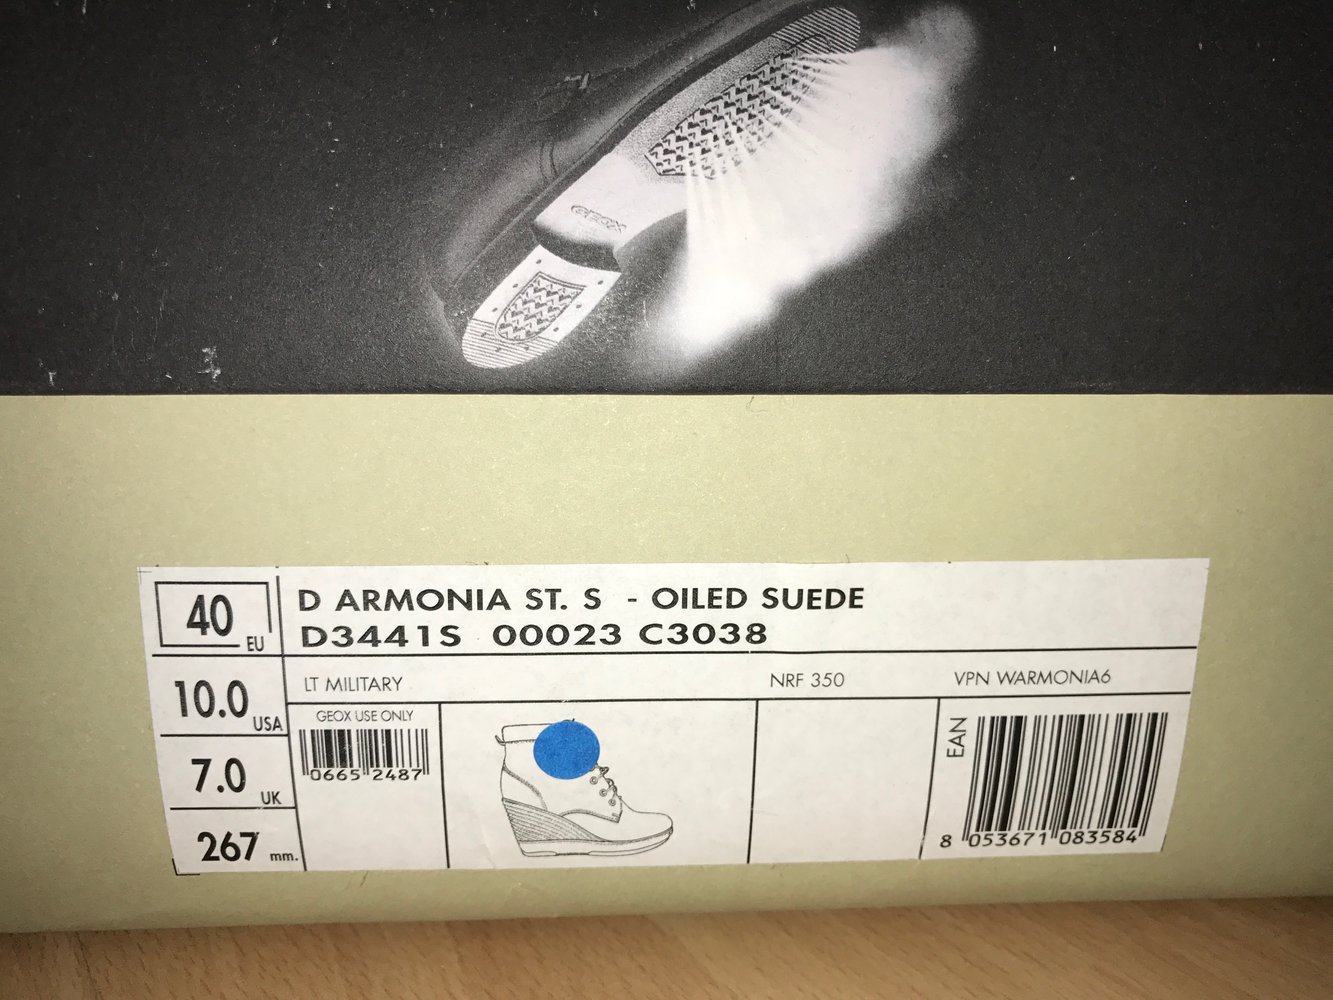 GEOX
40 EU
D ARMONIA ST. S - OILED SUEDE
D3441S 00023 C3038
10.0 USA
LT MILITARY
NRF 350
VPN WARMONIA6
GEOX USE ONLY
0665 2487
7.0 UK
267 mm.
EAN
8 053671 083584